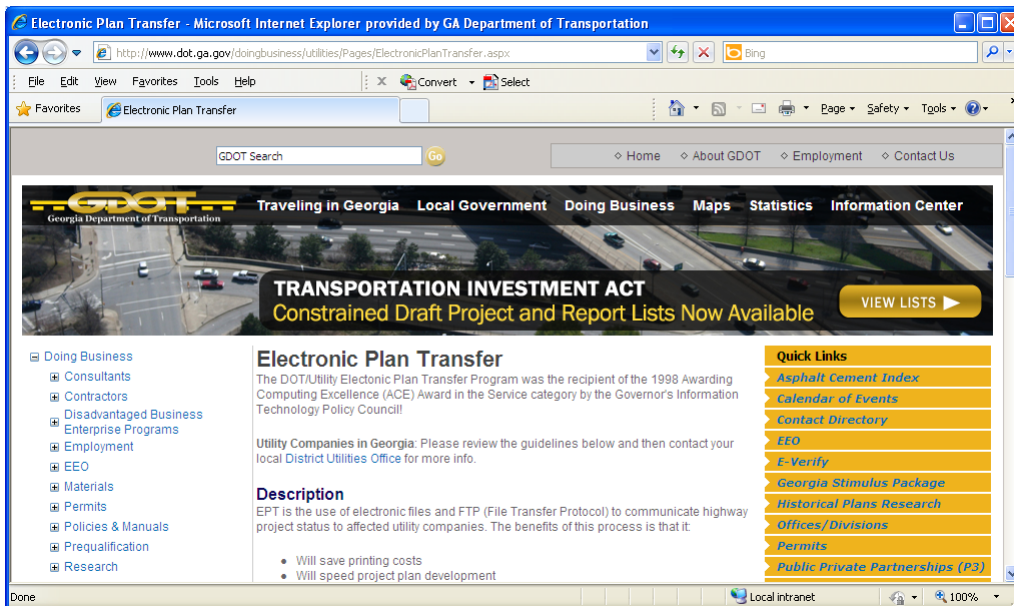 Electronic Plan Transfer - Microsoft Internet Explorer provided by GA Department of Transportation
http://www.dot.ga.gov/doingbusiness/utilities/Pages/ElectronicPlanTransfer.aspx
Bing
File Edit View Favorites Tools Help
Convert Select
Favorites
Electronic Plan Transfer
Page Safety Tools
GDOT Search
Go
Home About GDOT Employment Contact Us
GDOT
Georgia Department of Transportation
Traveling in Georgia Local Government Doing Business Maps Statistics Information Center
TRANSPORTATION INVESTMENT ACT
Constrained Draft Project and Report Lists Now Available
VIEW LISTS
Doing Business
Consultants
Contractors
Disadvantaged Business
Enterprise Programs
Employment
EEO
Materials
Permits
Policies & Manuals
Prequalification
Research
Electronic Plan Transfer
The DOT/Utility Electonic Plan Transfer Program was the recipient of the 1998 Awarding
Computing Excellence (ACE) Award in the Service category by the Governor's Information
Technology Policy Council!
Utility Companies in Georgia: Please review the guidelines below and then contact your
local District Utilities Office for more info.
Description
EPT is the use of electronic files and FTP (File Transfer Protocol) to communicate highway
project status to affected utility companies. The benefits of this process is that it:
• Will save printing costs
• Will speed project plan development
Quick Links
Asphalt Cement Index
Calendar of Events
Contact Directory
EEO
E-Verify
Georgia Stimulus Package
Historical Plans Research
Offices/Divisions
Permits
Public Private Partnerships (P3)
Done
Local intranet
100%